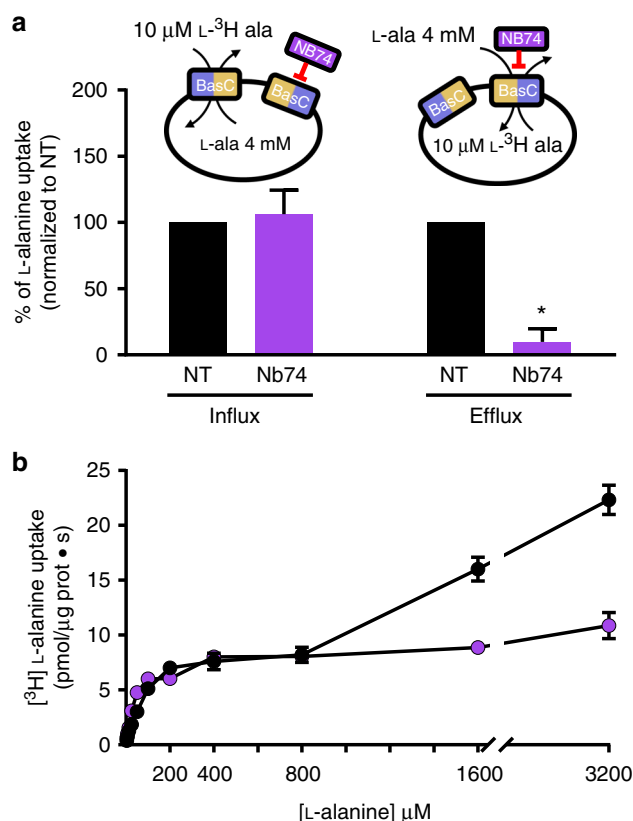 a
10 μM L-³H ala
NB74
BasC
BasC
L-ala 4 mM
L-ala 4 mM
NB74
BasC
BasC
10 μM L-³H ala
% of L-alanine uptake
(normalized to NT)
200
150
100
50
0
*
NT Nb74 NT Nb74
Influx Efflux
b
[³H] L-alanine uptake
(pmol/μg prot • s)
25
20
15
10
5
0
200 400 800 1600 3200
[L-alanine] μM